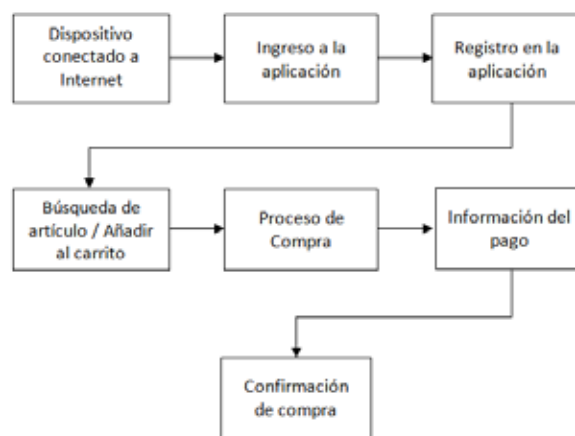 Dispositivo
conectado a
Internet
Ingreso a la
aplicación
Registro en la
aplicación
Búsqueda de
artículo / Añadir
al carrito
Proceso de
Compra
Información del
pago
Confirmación
de compra